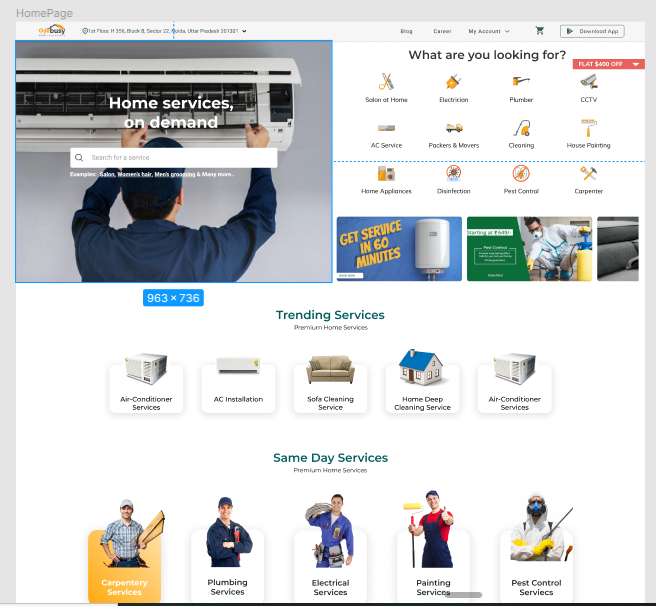 HomePage
busy
1st Floor: H 356, Block B, Sector 22, Noida, Uttar Pradesh 201301
Blog
Career
My Account
Download App
Home services,
on demand
Search for a service
Examples: Salon, Women's hair, Men's grooming & Many more..
What are you looking for?
FLAT $400 OFF
Salon at Home
Electrician
Plumber
CCTV
AC Service
Packers & Movers
Cleaning
House Painting
Home Appliances
Disinfection
Pest Control
Carpenter
GET SERVICE
IN 60
MINUTES
Starting at ₹ 649/-
Pest Control
963 × 736
Trending Services
Premium Home Services
Air-Conditioner
Services
AC Installation
Sofa Cleaning
Service
Home Deep
Cleaning Service
Air-Conditioner
Services
Same Day Services
Premium Home Services
Carpentery
Services
Plumbing
Services
Electrical
Services
Painting
Services
Pest Control
Serviecs